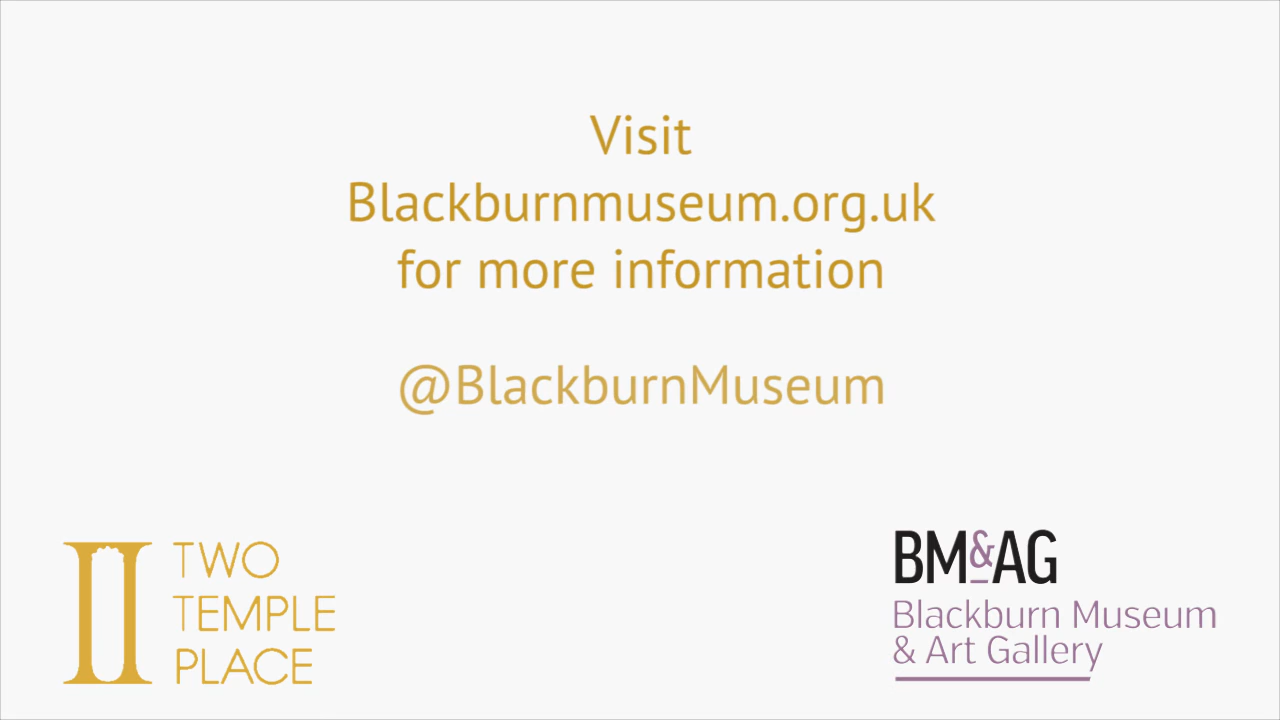 Visit
Blackburnmuseum.org.uk
for more information
@BlackburnMuseum
TWO
TEMPLE
PLACE
BM&AG
Blackburn Museum
& Art Gallery